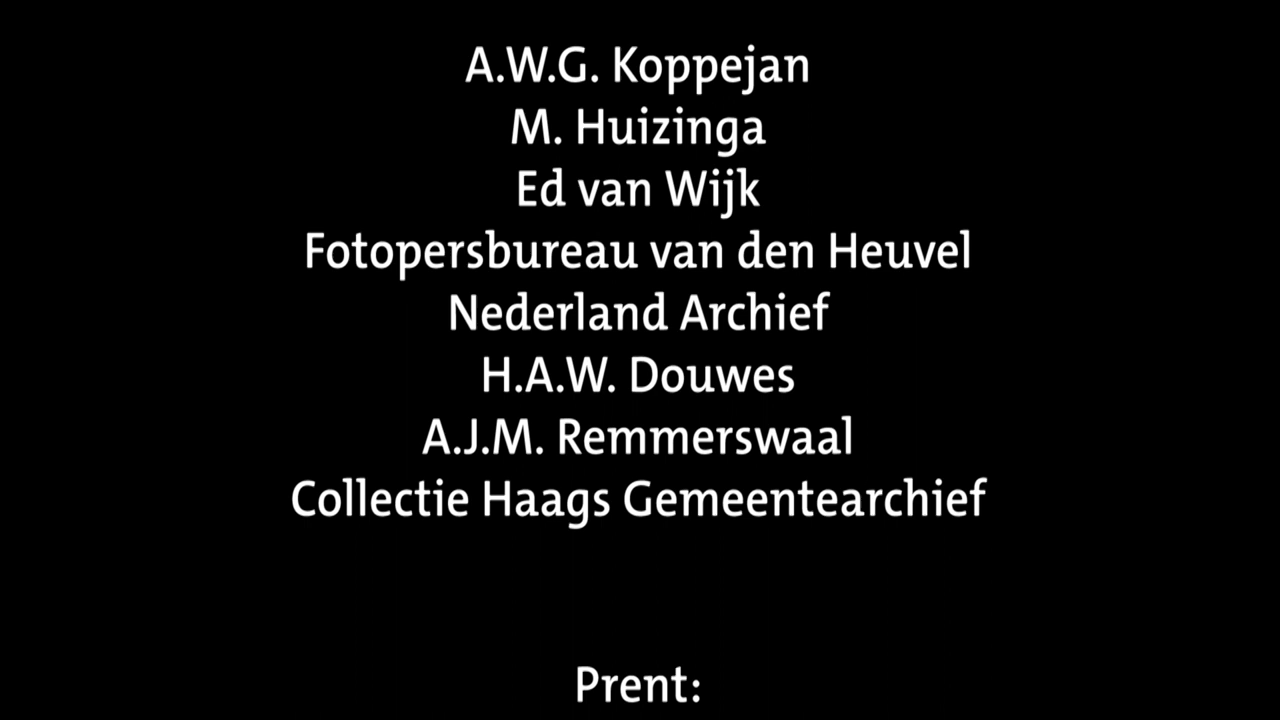 A.W.G. Koppejan
M. Huizinga
Ed van Wijk
Fotopersbureau van den Heuvel
Nederland Archief
H.A.W. Douwes
A.J.M. Remmerswaal
Collectie Haags Gemeentearchief
Prent: